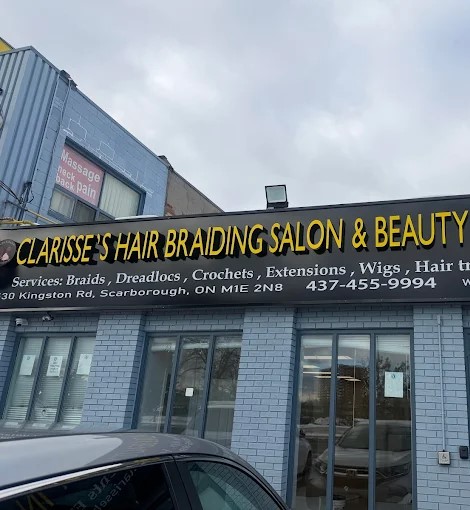 Massage
neck pain
back
CLARISSE'S HAIR BRAIDING SALON & BEAUTY
Services: Braids , Dreadlocs , Crochets , Extensions , Wigs , Hair tr
30 Kingston Rd, Scarborough, ON M1E 2N8 437-455-9994 w